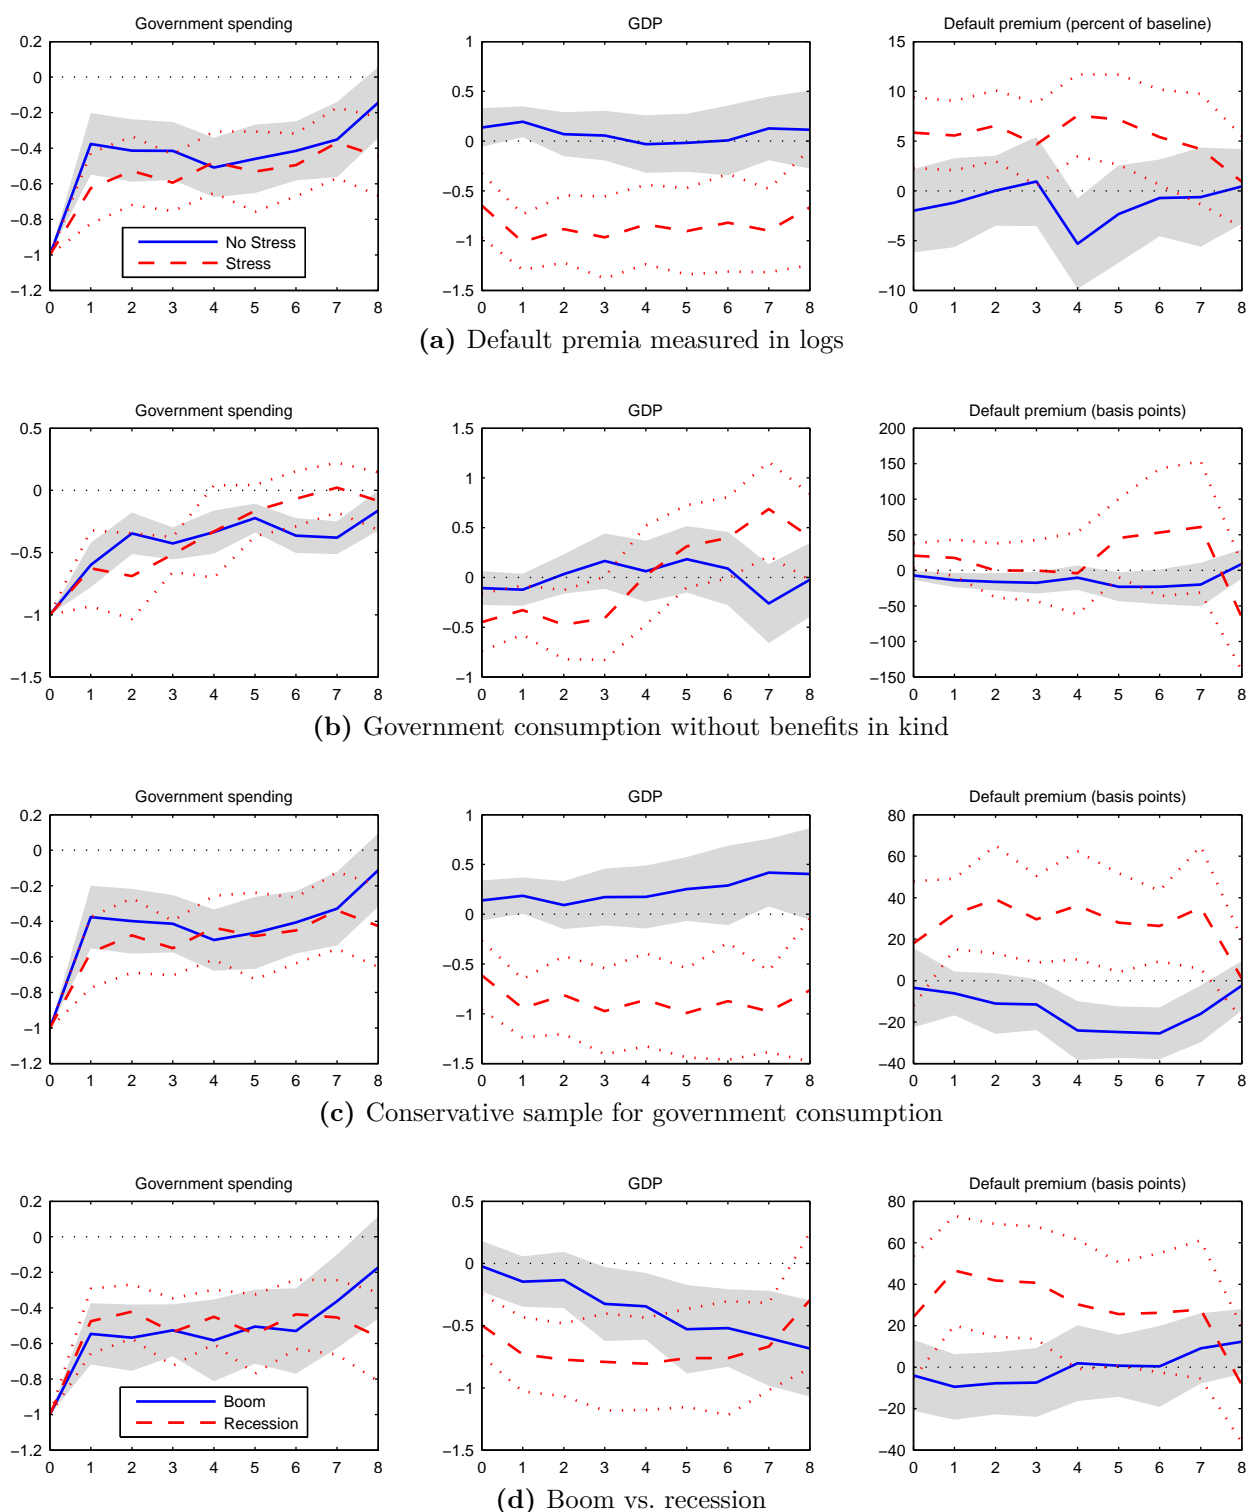 Government spending
GDP
Default premium (percent of baseline)
0.2
0
−0.2
−0.4
−0.6
−0.8
−1
−1.2
0 1 2 3 4 5 6 7 8
No Stress
Stress
1
0.5
0
−0.5
−1
−1.5
0 1 2 3 4 5 6 7 8
15
10
5
0
−5
−10
0 1 2 3 4 5 6 7 8
(a) Default premia measured in logs
Government spending
GDP
Default premium (basis points)
0.5
0
−0.5
−1
−1.5
0 1 2 3 4 5 6 7 8
1.5
1
0.5
0
−0.5
−1
0 1 2 3 4 5 6 7 8
200
150
100
50
0
−50
−100
−150
0 1 2 3 4 5 6 7 8
(b) Government consumption without benefits in kind
Government spending
GDP
Default premium (basis points)
0.2
0
−0.2
−0.4
−0.6
−0.8
−1
−1.2
0 1 2 3 4 5 6 7 8
1
0.5
0
−0.5
−1
−1.5
0 1 2 3 4 5 6 7 8
80
60
40
20
0
−20
−40
0 1 2 3 4 5 6 7 8
(c) Conservative sample for government consumption
Government spending
GDP
Default premium (basis points)
0.2
0
−0.2
−0.4
−0.6
−0.8
−1
−1.2
0 1 2 3 4 5 6 7 8
Boom
Recession
0.5
0
−0.5
−1
−1.5
0 1 2 3 4 5 6 7 8
80
60
40
20
0
−20
−40
0 1 2 3 4 5 6 7 8
(d) Boom vs. recession